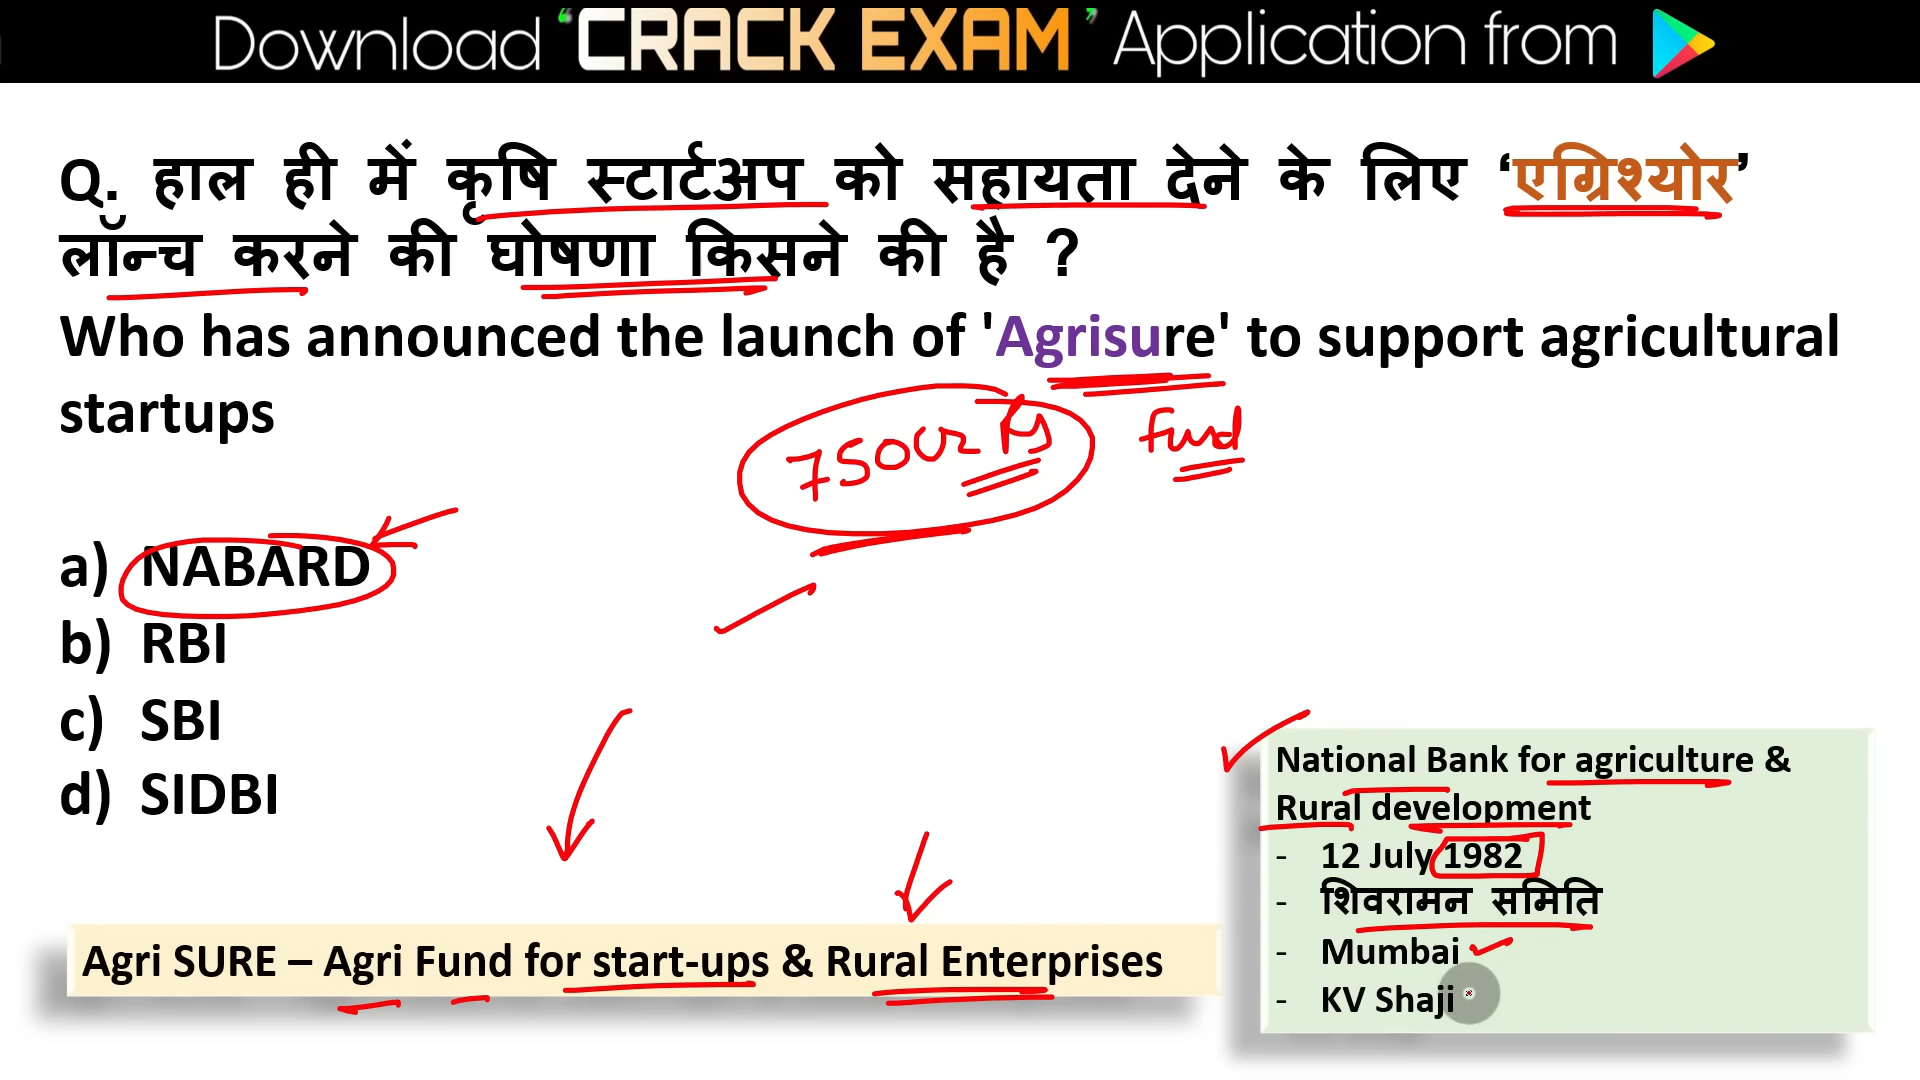 Download ‘CRACK EXAM’ Application from
Q. हाल ही में कृषि स्टार्टअप को सहायता देने के लिए ‘एग्रिश्योर’
लॉन्च करने की घोषणा किसने की है ?
Who has announced the launch of 'Agrisure' to support agricultural
startups
750 Cr Rs fund
a) NABARD
b) RBI
c) SBI
d) SIDBI
National Bank for agriculture &
Rural development
- 12 July 1982
- शिवरामन समिति
- Mumbai
- KV Shaji
Agri SURE – Agri Fund for start-ups & Rural Enterprises